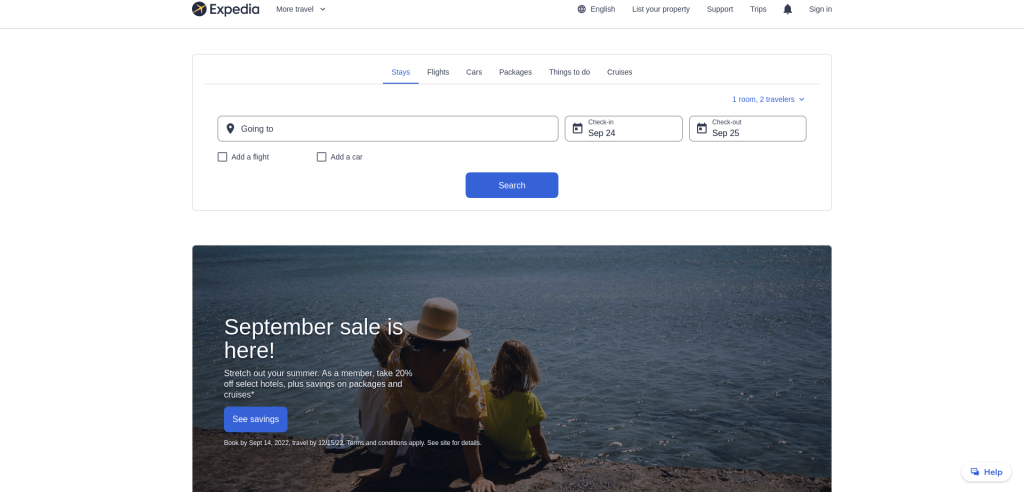 Expedia
More travel
English
List your property
Support
Trips
Sign in
Stays
Flights
Cars
Packages
Things to do
Cruises
1 room, 2 travelers
Going to
Check-in
Sep 24
Check-out
Sep 25
Add a flight
Add a car
Search
September sale is
here!
Stretch out your summer. As a member, take 20%
off select hotels, plus savings on packages and
cruises*
See savings
Book by Sept 14, 2022, travel by 12/15/22. Terms and conditions apply. See site for details.
Help